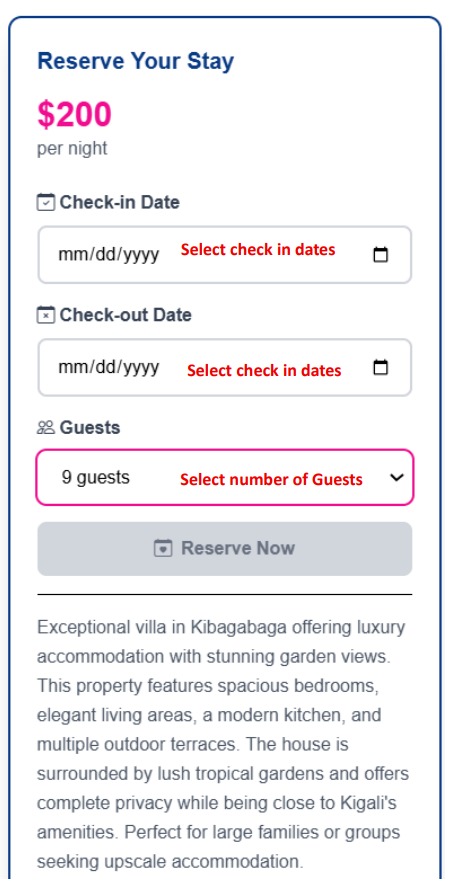 Reserve Your Stay
$200
per night
Check-in Date
mm/dd/yyyy Select check in dates
Check-out Date
mm/dd/yyyy Select check in dates
Guests
9 guests Select number of Guests
Reserve Now
Exceptional villa in Kibagabaga offering luxury
accommodation with stunning garden views.
This property features spacious bedrooms,
elegant living areas, a modern kitchen, and
multiple outdoor terraces. The house is
surrounded by lush tropical gardens and offers
complete privacy while being close to Kigali's
amenities. Perfect for large families or groups
seeking upscale accommodation.